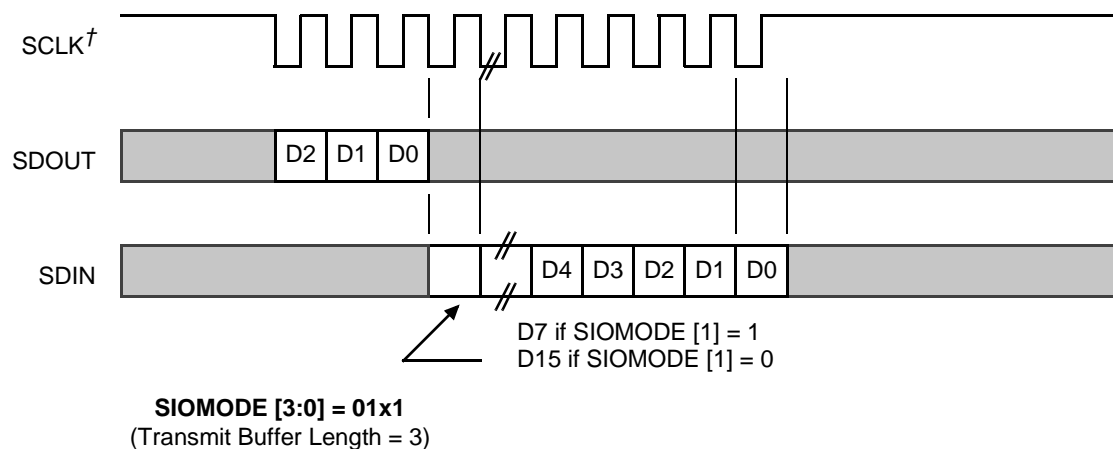 SCLK†
SDOUT
D2 D1 D0
SDIN
D4 D3 D2 D1 D0
D7 if SIOMODE [1] = 1
D15 if SIOMODE [1] = 0
SIOMODE [3:0] = 01x1
(Transmit Buffer Length = 3)